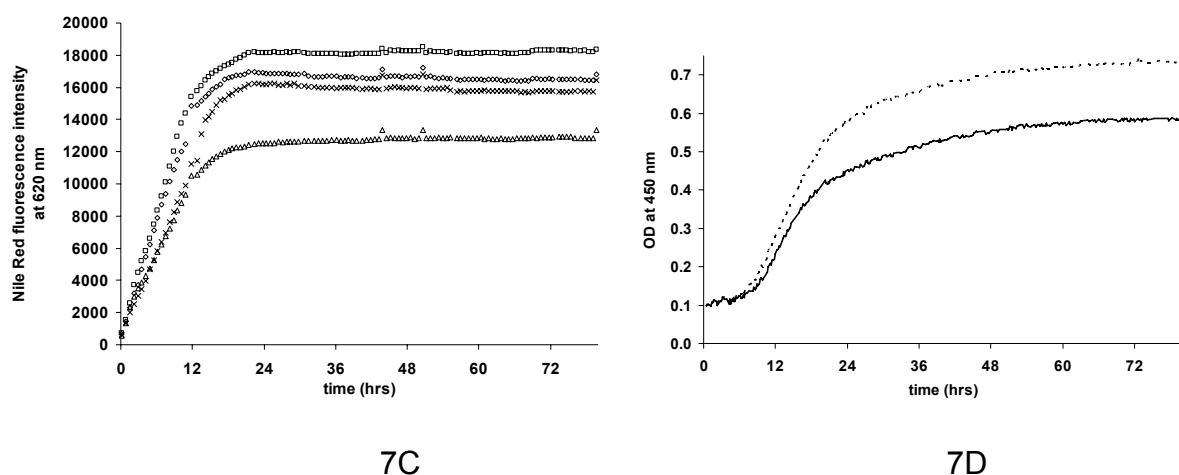 20000
18000
16000
14000
12000
10000
8000
6000
4000
2000
0
Nile Red fluorescence intensity
at 620 nm
0 12 24 36 48 60 72
time (hrs)
7C
0.7
0.6
0.5
0.4
0.3
0.2
0.1
0.0
OD at 450 nm
0 12 24 36 48 60 72
time (hrs)
7D